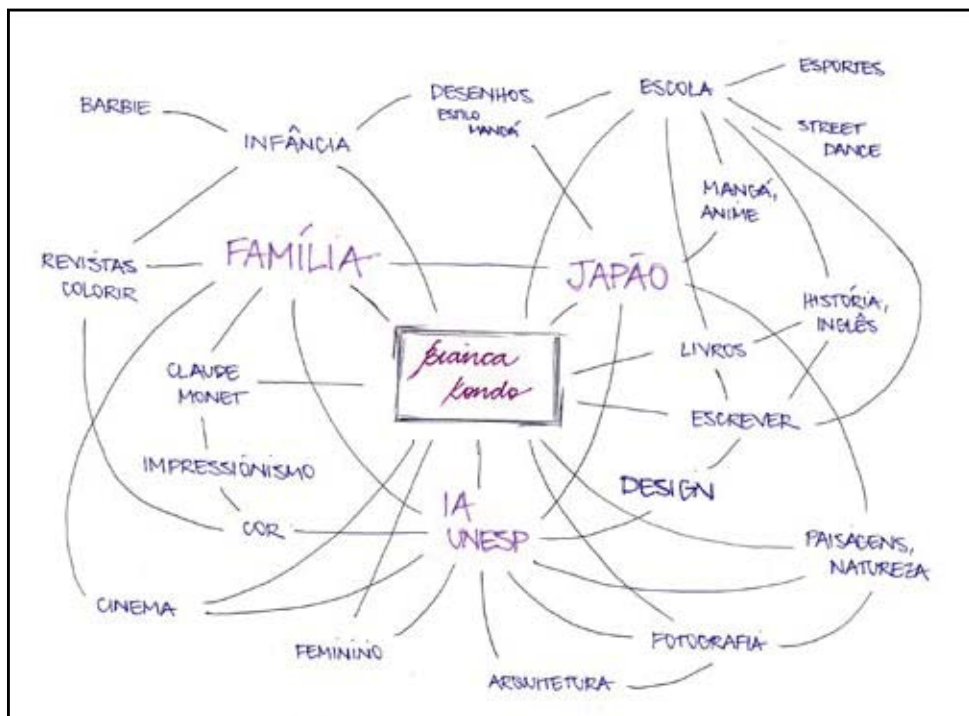 ESPORTES
ESCOLA
DESENHOS
ESTILO
MANGÁ
BARBIE
INFÂNCIA
STREET
DANCE
MANGÁ,
ANIME
FAMÍLIA
JAPÃO
REVISTAS
COLORIR
HISTÓRIA,
INGLÊS
LIVROS
Bianca
Kondo
CLAUDE
MONET
ESCREVER
IMPRESSIONISMO
DESIGN
IA
UNESP
COR
PAISAGENS,
NATUREZA
CINEMA
FEMININO
FOTOGRAFIA
ARQUITETURA